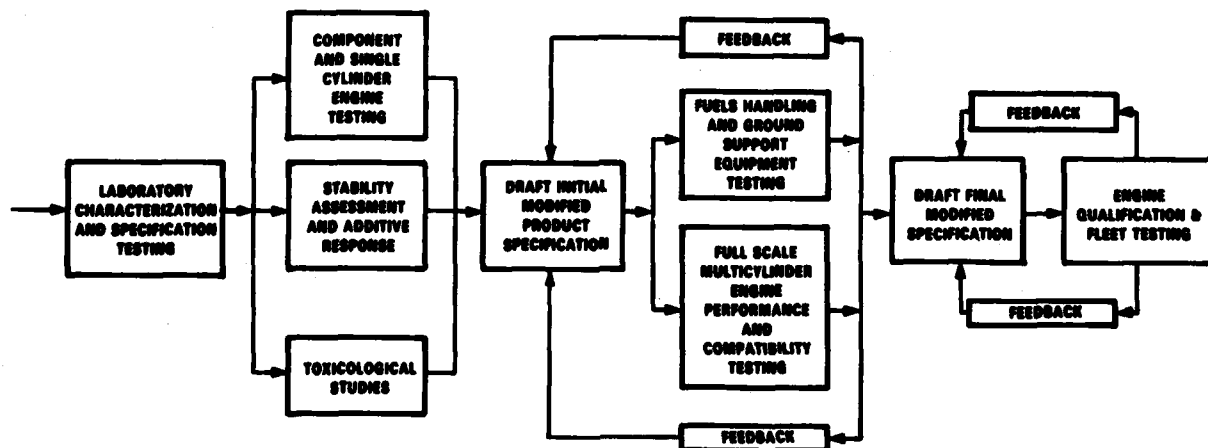 LABORATORY
CHARACTERIZATION
AND SPECIFICATION
TESTING
COMPONENT
AND SINGLE
CYLINDER
ENGINE
TESTING
STABILITY
ASSESSMENT
AND ADDITIVE
RESPONSE
TOXICOLOGICAL
STUDIES
DRAFT INITIAL
MODIFIED
PRODUCT
SPECIFICATION
FEEDBACK
FUELS HANDLING
AND GROUND
SUPPORT
EQUIPMENT
TESTING
FULL SCALE
MULTICYLINDER
ENGINE
PERFORMANCE
AND
COMPATIBILITY
TESTING
FEEDBACK
DRAFT FINAL
MODIFIED
SPECIFICATION
FEEDBACK
ENGINE
QUALIFICATION &
FLEET TESTING
FEEDBACK